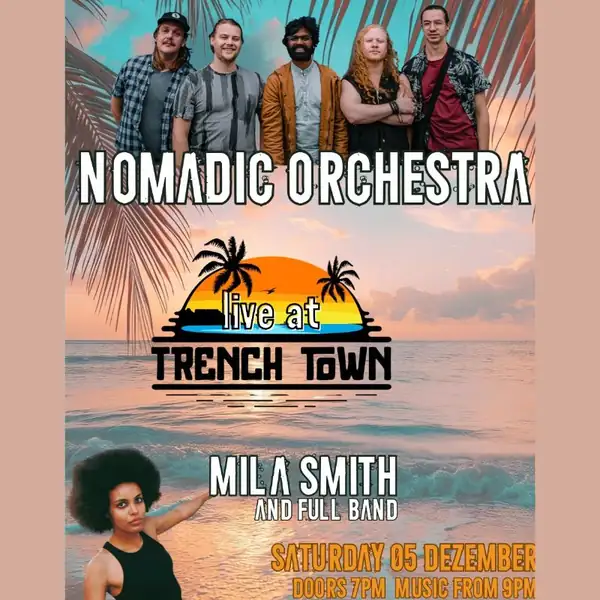 NOMADIC ORCHESTRA
live at
TRENCH TOWN
MILA SMITH
AND FULL BAND
SATURDAY 05 DEZEMBER
DOORS 7PM MUSIC FROM 9PM